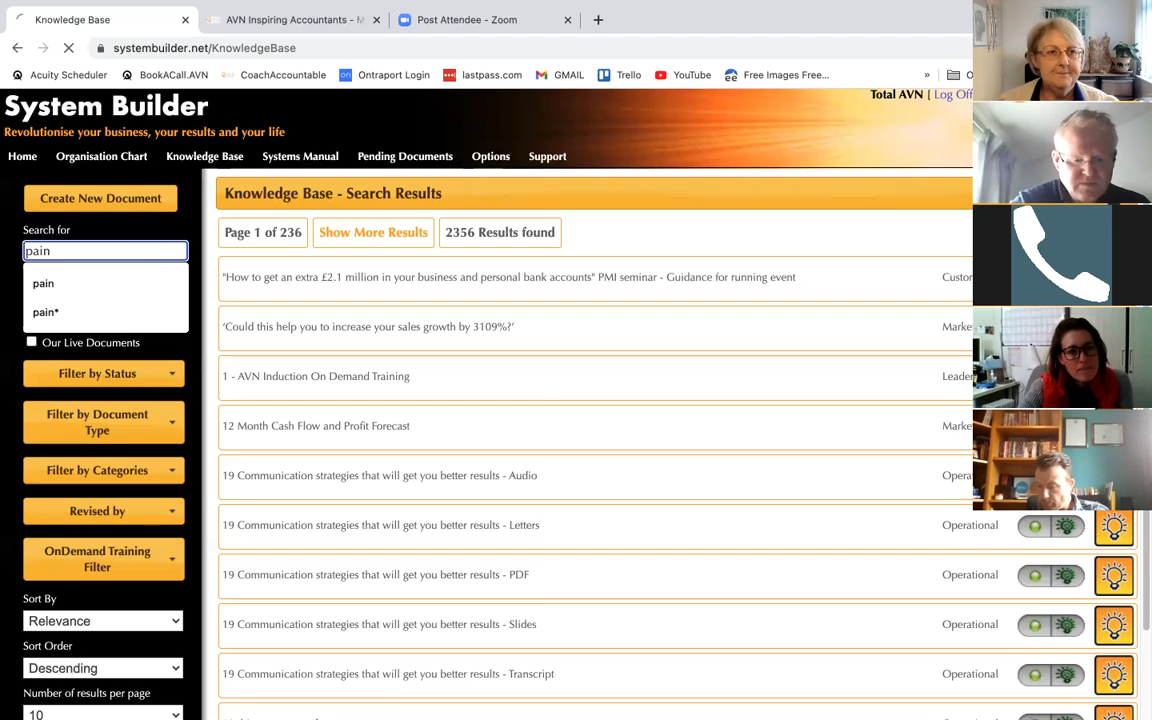 Knowledge Base
AVN Inspiring Accountants - M
Post Attendee - Zoom
systembuilder.net/KnowledgeBase
Acuity Scheduler
BookACall.AVN
CoachAccountable
Ontraport Login
lastpass.com
GMAIL
Trello
YouTube
Free Images Free...
»
System Builder
Total AVN | Log Off
Revolutionise your business, your results and your life
Home
Organisation Chart
Knowledge Base
Systems Manual
Pending Documents
Options
Support
Create New Document
Search for
pain
pain
pain*
Our Live Documents
Filter by Status
Filter by Document
Type
Filter by Categories
Revised by
OnDemand Training
Filter
Sort By
Relevance
Sort Order
Descending
Number of results per page
10
Knowledge Base - Search Results
Page 1 of 236
Show More Results
2356 Results found
"How to get an extra £2.1 million in your business and personal bank accounts" PMI seminar - Guidance for running event
Custo
‘Could this help you to increase your sales growth by 3109%?’
Marke
1 - AVN Induction On Demand Training
Leade
12 Month Cash Flow and Profit Forecast
Marke
19 Communication strategies that will get you better results - Audio
Opera
19 Communication strategies that will get you better results - Letters
Operational
19 Communication strategies that will get you better results - PDF
Operational
19 Communication strategies that will get you better results - Slides
Operational
19 Communication strategies that will get you better results - Transcript
Operational